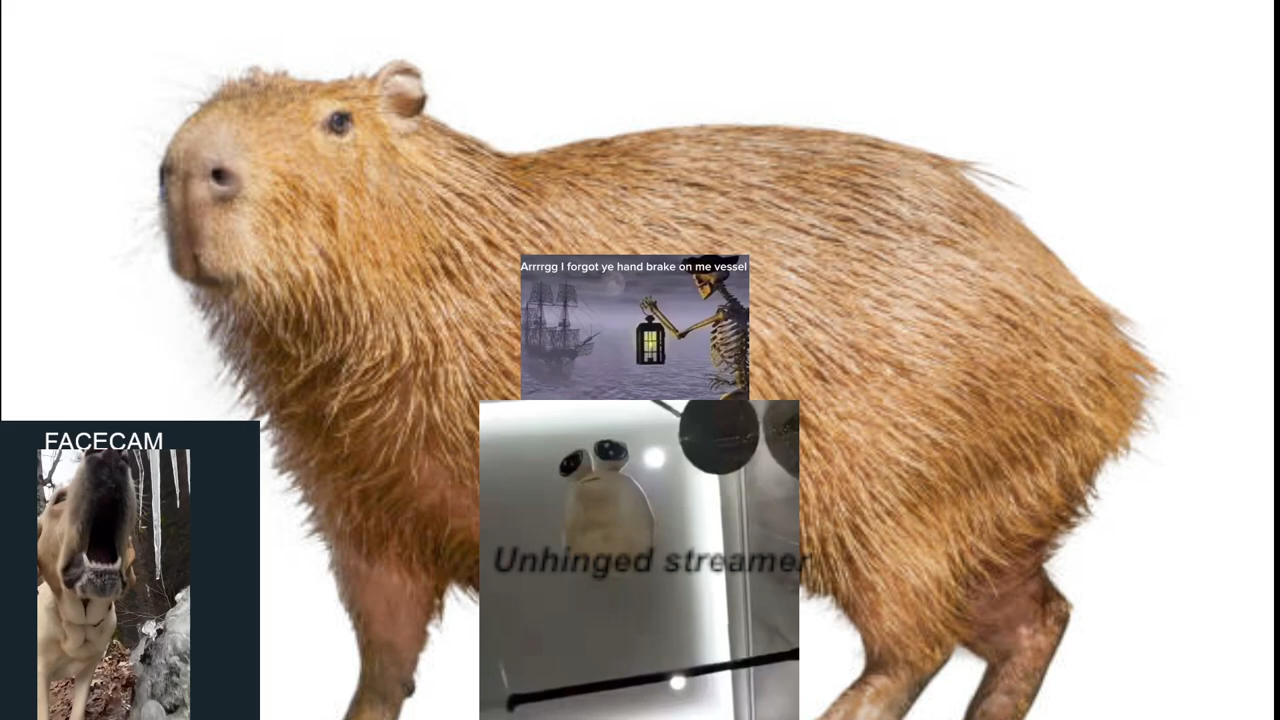 Arrrrgg I forgot ye hand brake on me vessel
FACECAM
Unhinged streamer